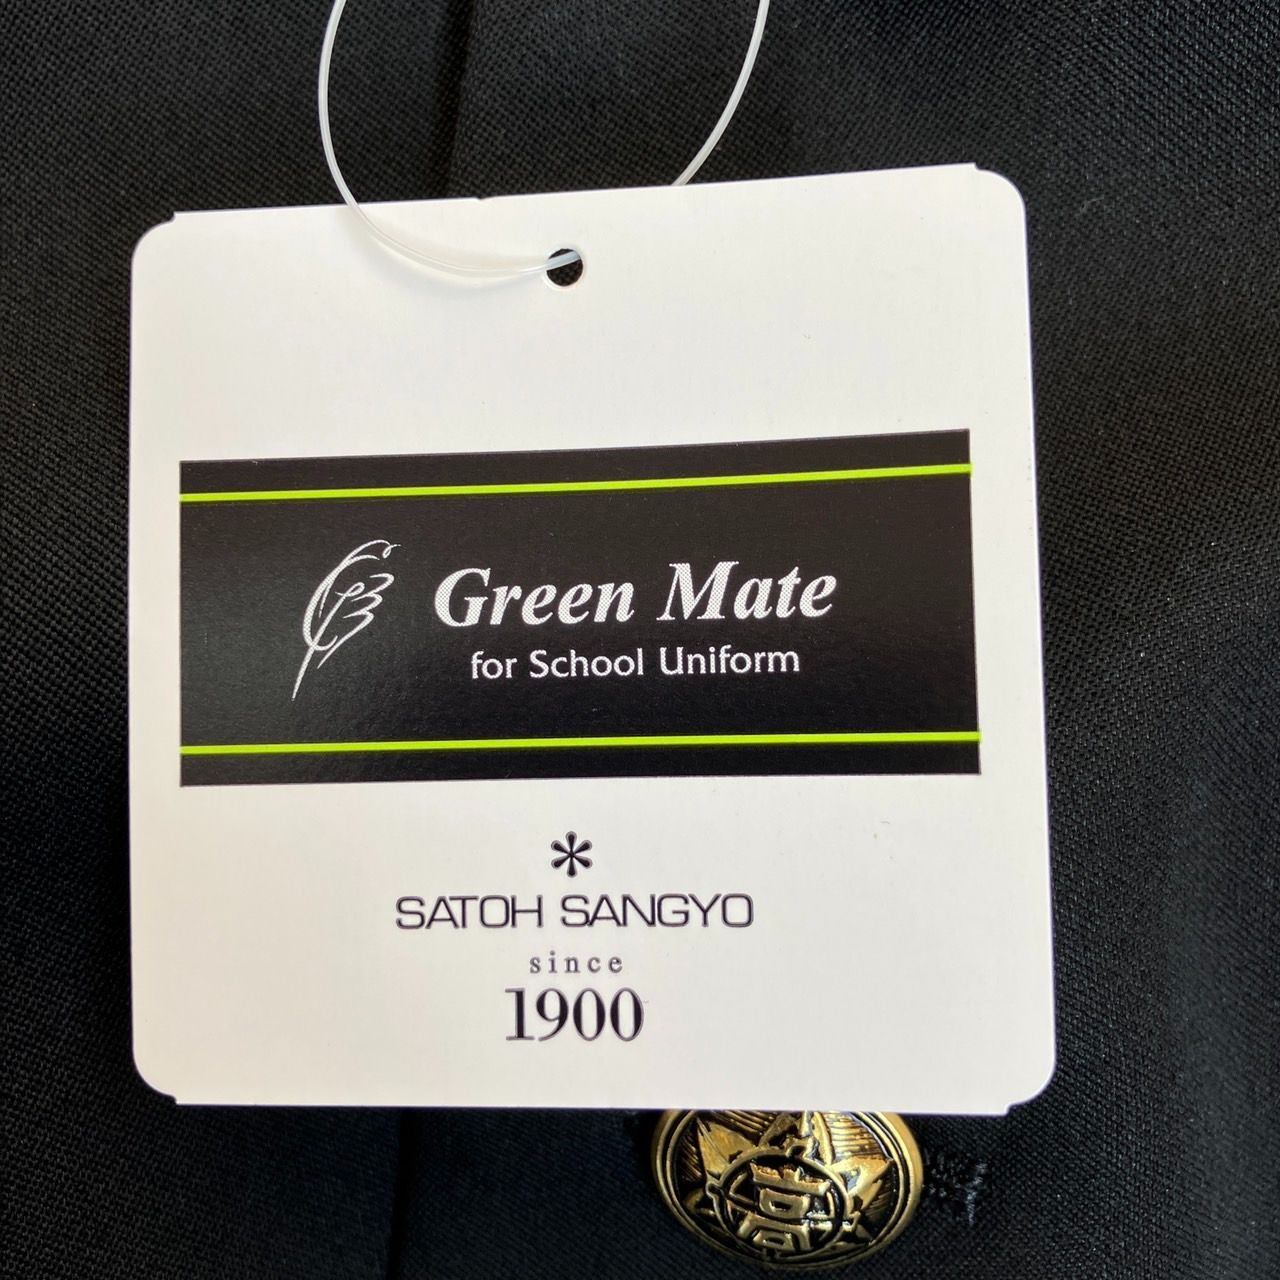 Green Mate
for School Uniform
SATOH SANGYO
since
1900